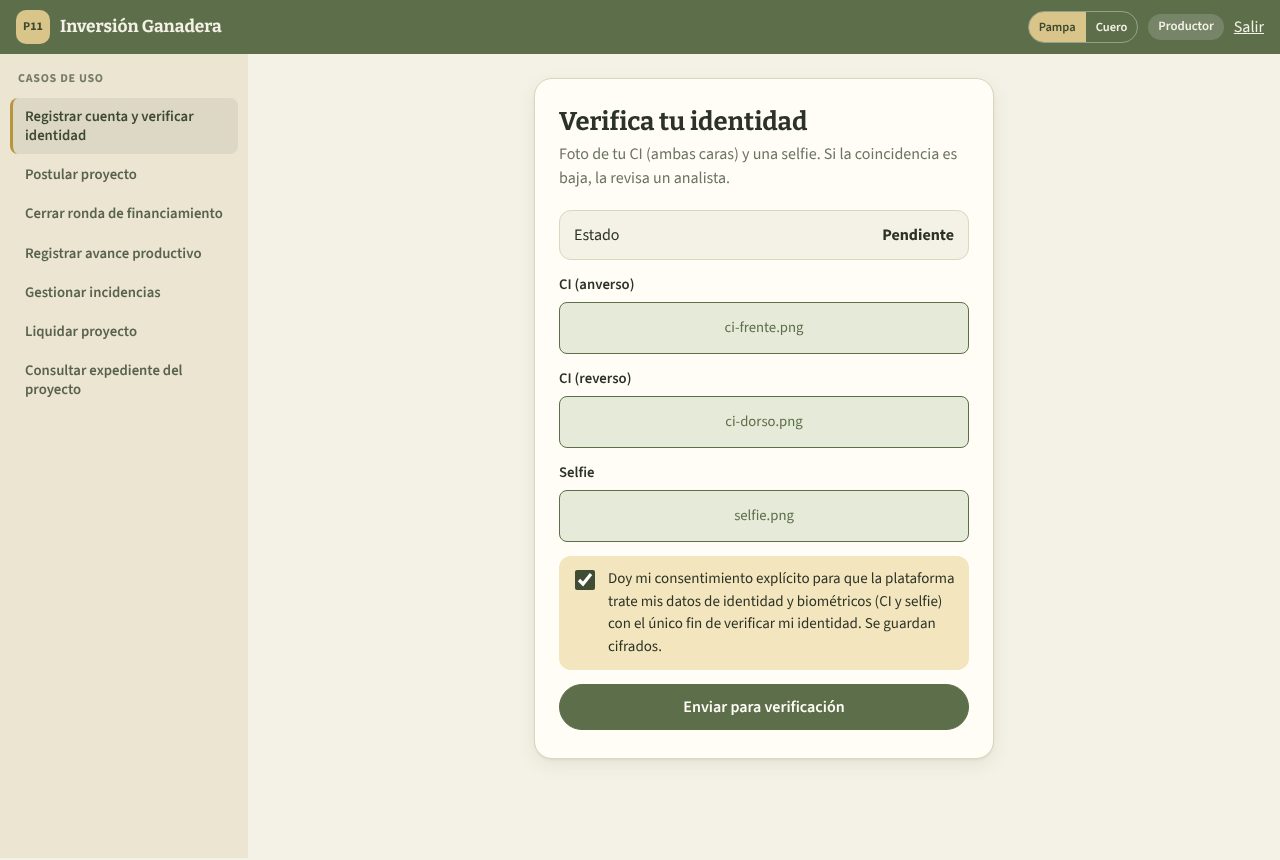 P11
Inversión Ganadera
Pampa
Cuero
Productor
Salir
CASOS DE USO
Registrar cuenta y verificar
identidad
Postular proyecto
Cerrar ronda de financiamiento
Registrar avance productivo
Gestionar incidencias
Liquidar proyecto
Consultar expediente del
proyecto
Verifica tu identidad
Foto de tu CI (ambas caras) y una selfie. Si la coincidencia es
baja, la revisa un analista.
Estado
Pendiente
CI (anverso)
ci-frente.png
CI (reverso)
ci-dorso.png
Selfie
selfie.png
Doy mi consentimiento explícito para que la plataforma
trate mis datos de identidad y biométricos (CI y selfie)
con el único fin de verificar mi identidad. Se guardan
cifrados.
Enviar para verificación